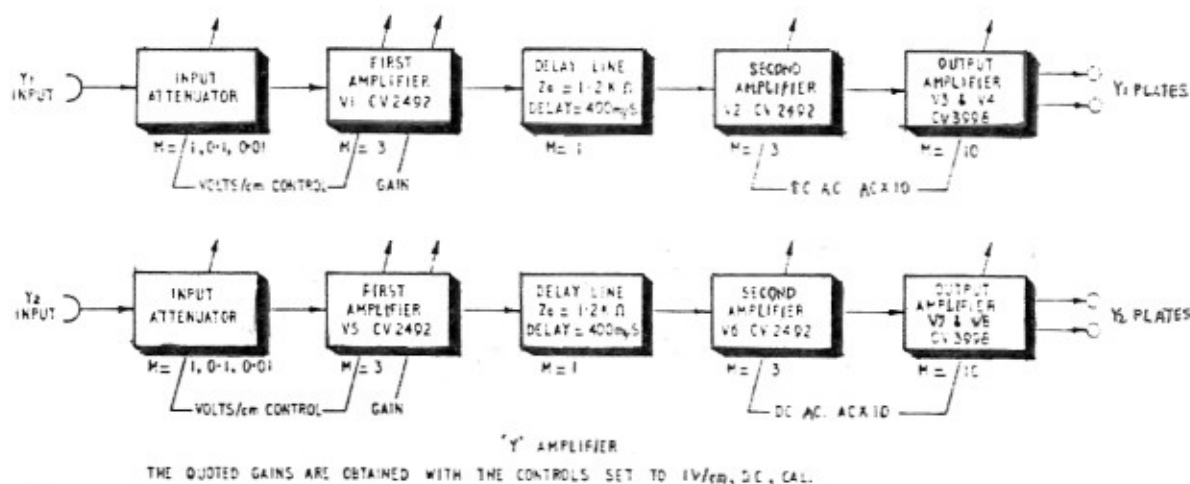 Y1
INPUT
INPUT
ATTENUATOR
M = 1, 0·1, 0·01
FIRST
AMPLIFIER
V1 CV2492
M = 3
VOLTS/cm CONTROL
GAIN
DELAY LINE
Zo = 1·2K Ω
DELAY = 400mμS
M = 1
SECOND
AMPLIFIER
V2 CV2492
M = 3
OUTPUT
AMPLIFIER
V3 & V4
CV3998
M = 10
DC AC ACX10
Y1 PLATES
Y2
INPUT
INPUT
ATTENUATOR
M = 1, 0·1, 0·01
FIRST
AMPLIFIER
V5 CV2492
M = 3
VOLTS/cm CONTROL
GAIN
DELAY LINE
Zo = 1·2K Ω
DELAY = 400mμS
M = 1
SECOND
AMPLIFIER
V6 CV2492
M = 3
OUTPUT
AMPLIFIER
V7 & V8
CV3998
M = 10
DC AC. ACX10
Y2 PLATES
"Y" AMPLIFIER
THE QUOTED GAINS ARE OBTAINED WITH THE CONTROLS SET TO 1V/cm, D.C., CAL.